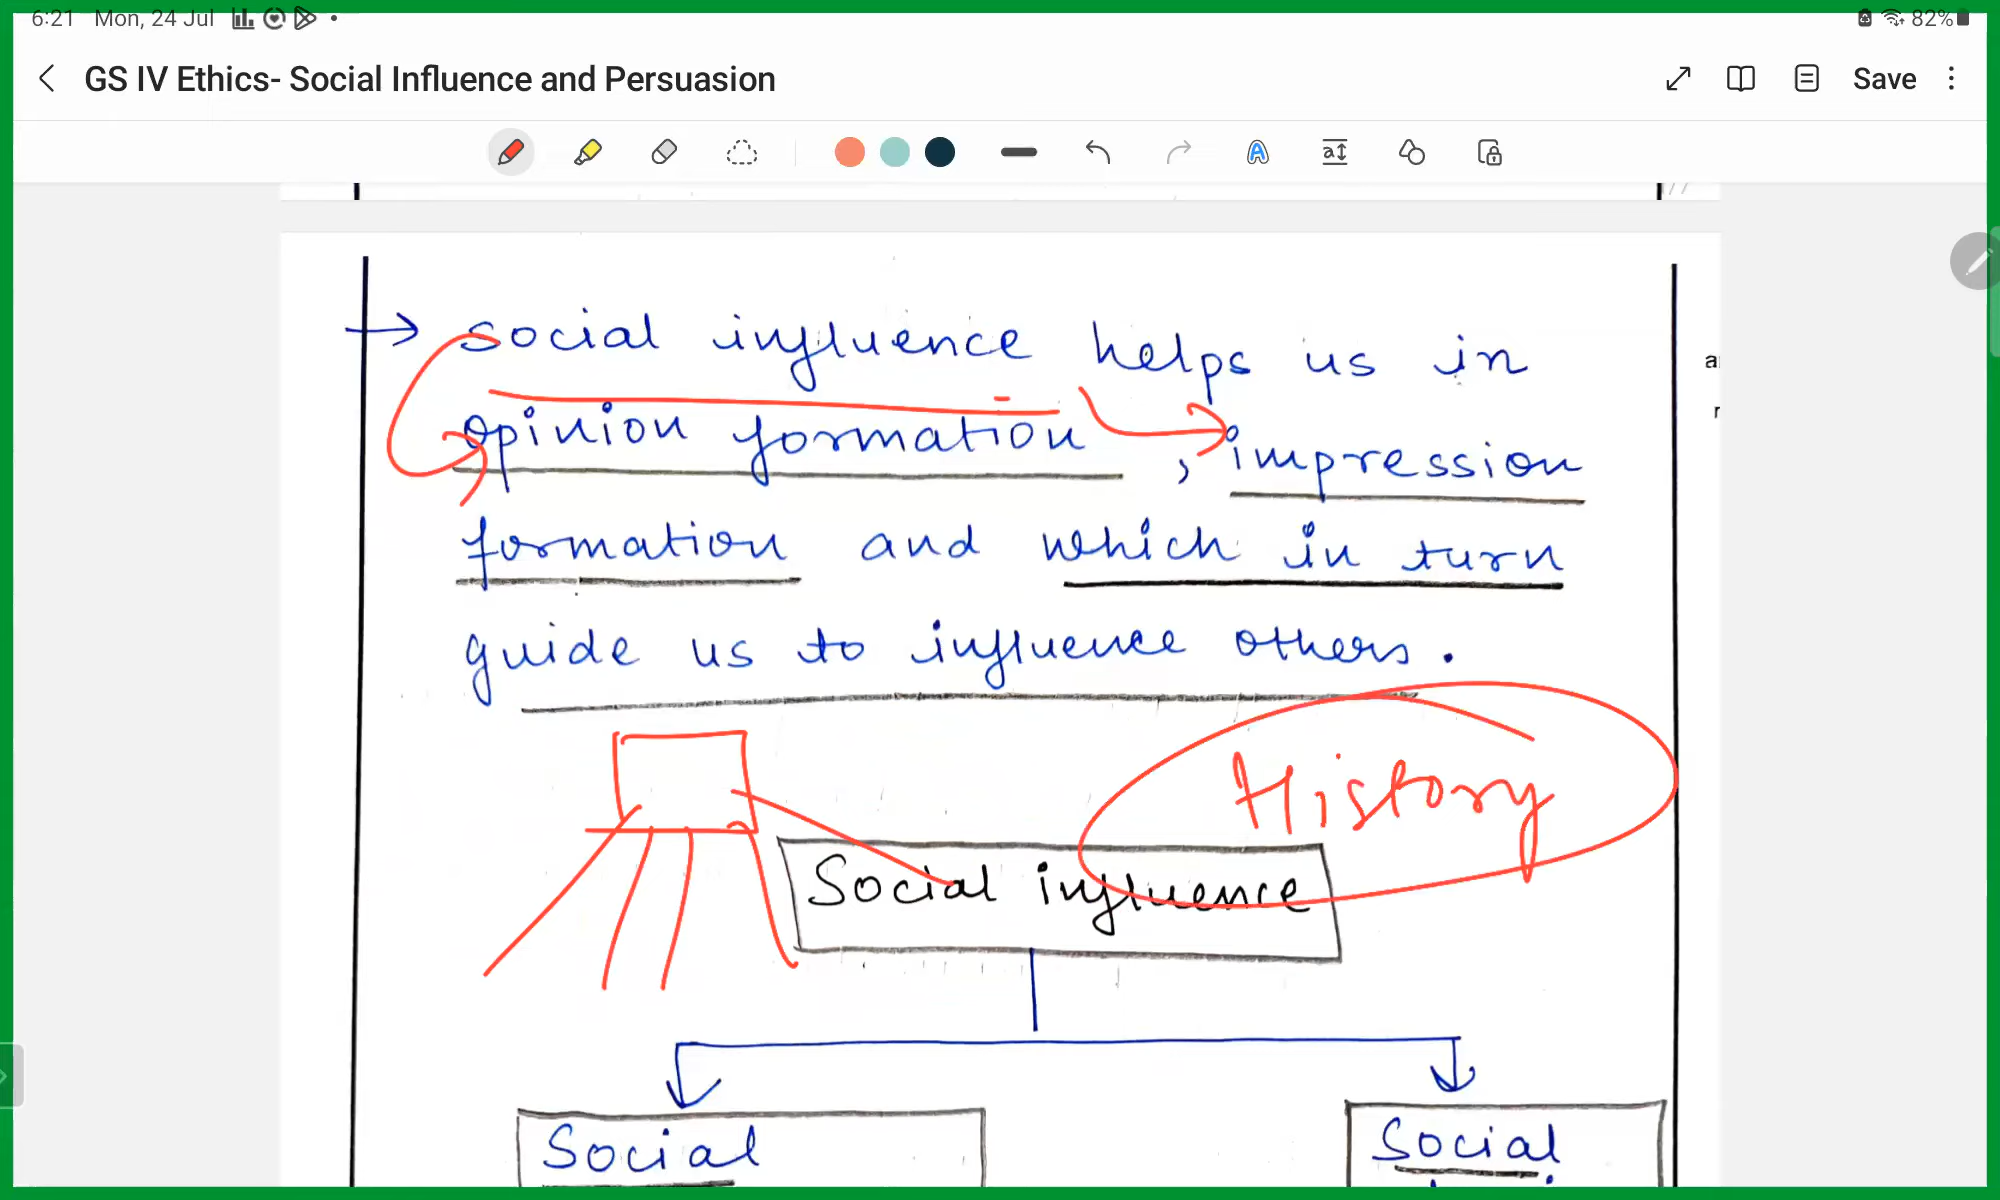 6:21 Mon, 24 Jul 82%
GS IV Ethics- Social Influence and Persuasion Save
→ social influence helps us in
opinion formation, impression
formation and which in turn
guide us to influence others.
History
Social influence
Social Social